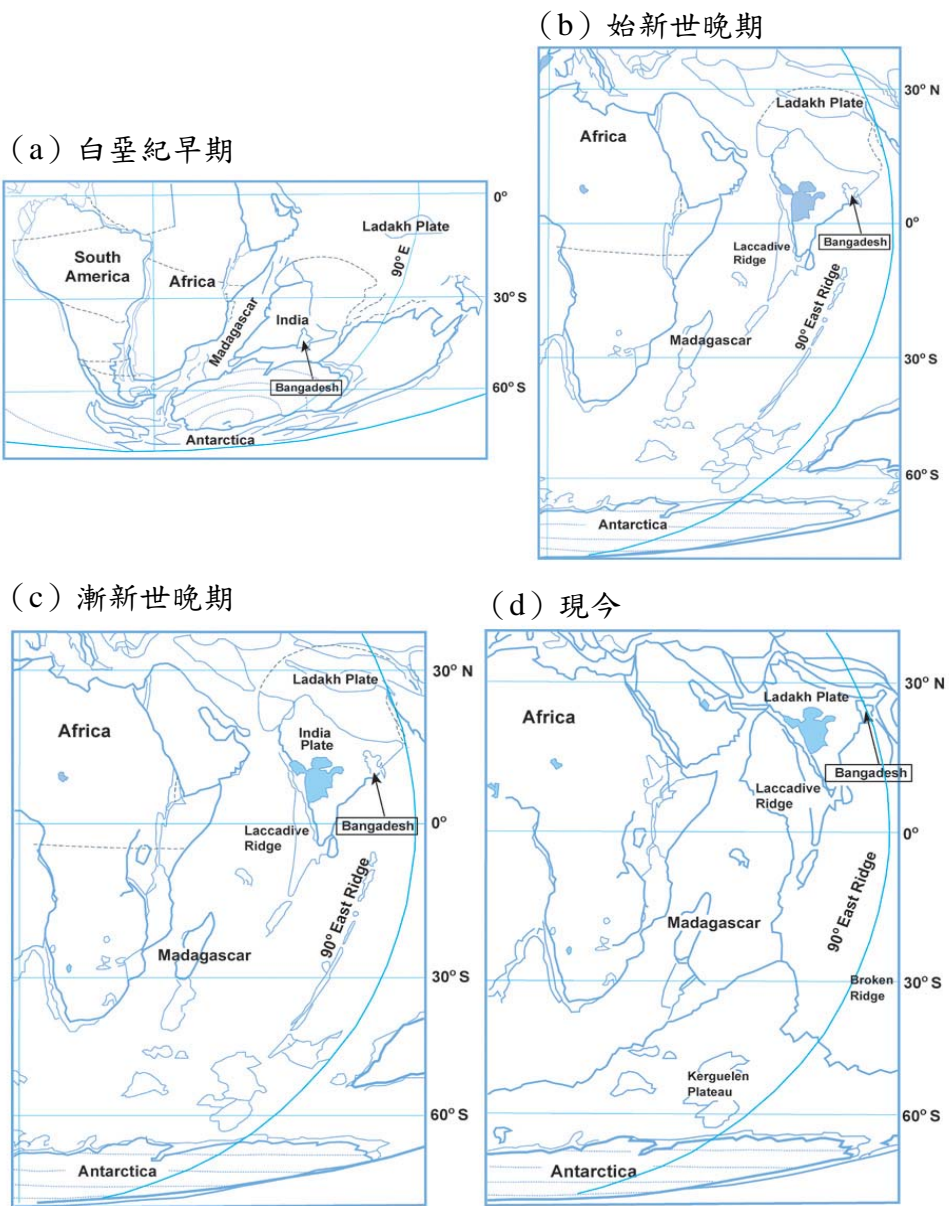 (a)白堊紀早期
0°
Ladakh Plate
90°E
South
America
Africa
30°S
Madagascar
India
Bangadesh
60°S
Antarctica
(b)始新世晚期
30°N
Ladakh Plate
Africa
0°
Bangadesh
Laccadive
Ridge
90°East Ridge
Madagascar
30°S
60°S
Antarctica
(c)漸新世晚期
30°N
Ladakh Plate
Africa
India
Plate
0°
Bangadesh
Laccadive
Ridge
90°East Ridge
Madagascar
30°S
60°S
Antarctica
(d)現今
30°N
Ladakh Plate
Africa
Bangadesh
Laccadive
Ridge
0°
90°East Ridge
Madagascar
Broken
Ridge
30°S
Kerguelen
Plateau
60°S
Antarctica